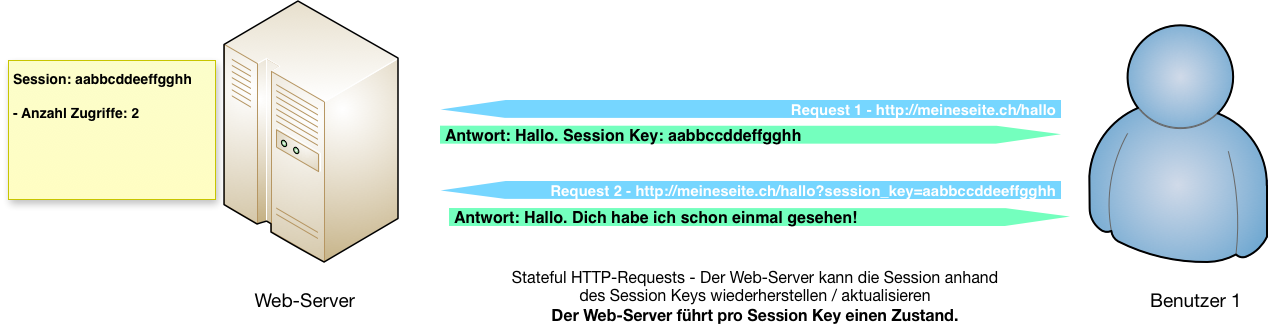 Session: aabbcddeeffgghh
- Anzahl Zugriffe: 2
Request 1 - http://meineseite.ch/hallo
Antwort: Hallo. Session Key: aabbccddeffgghh
Request 2 - http://meineseite.ch/hallo?session_key=aabbccddeeffgghh
Antwort: Hallo. Dich habe ich schon einmal gesehen!
Stateful HTTP-Requests - Der Web-Server kann die Session anhand
des Session Keys wiederherstellen / aktualisieren
Der Web-Server führt pro Session Key einen Zustand.
Web-Server
Benutzer 1